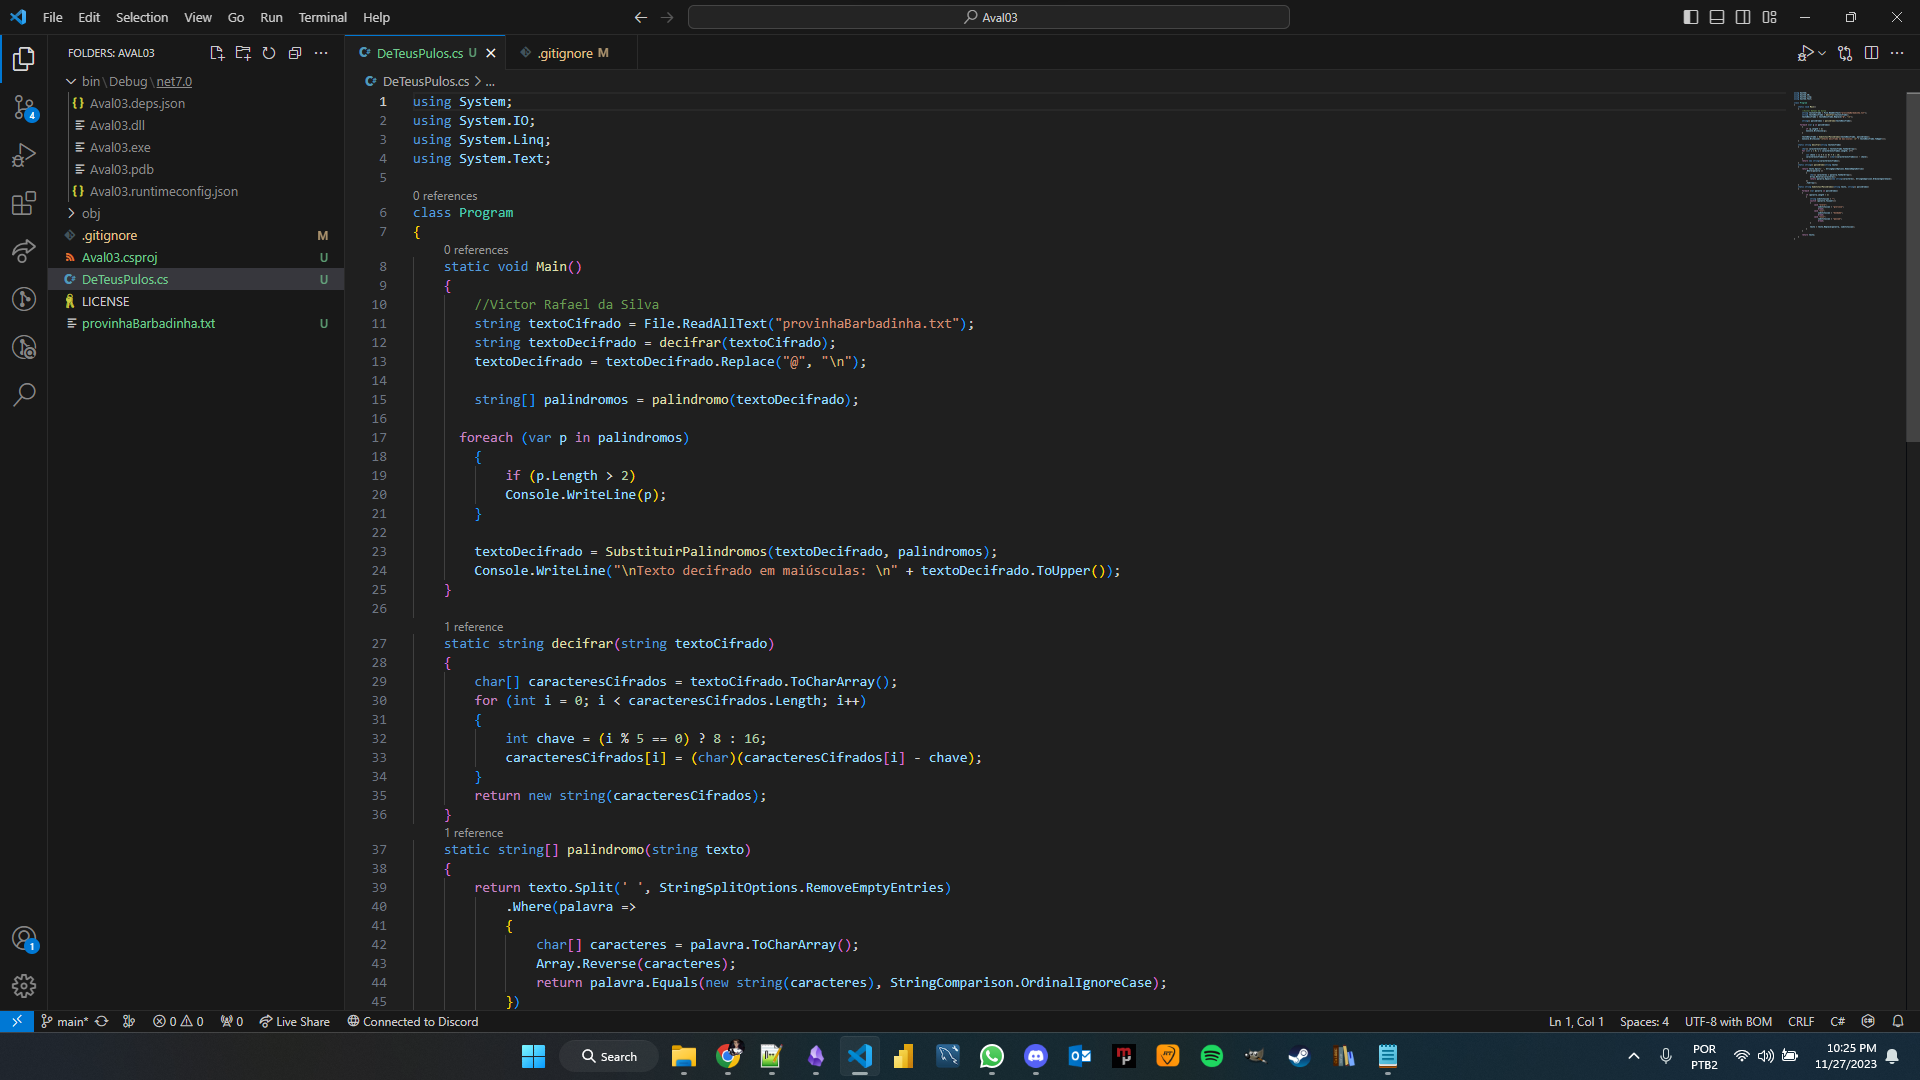 File Edit Selection View Go Run Terminal Help
Aval03
FOLDERS: AVAL03
bin\Debug\net7.0
Aval03.deps.json
Aval03.dll
Aval03.exe
Aval03.pdb
Aval03.runtimeconfig.json
obj
.gitignore M
Aval03.csproj U
DeTeusPulos.cs U
LICENSE
provinhaBarbadinha.txt U
4
1
DeTeusPulos.cs U
.gitignore M
DeTeusPulos.cs > ...
1 using System;
2 using System.IO;
3 using System.Linq;
4 using System.Text;
5
0 references
6 class Program
7 {
0 references
8 static void Main()
9 {
10 //Victor Rafael da Silva
11 string textoCifrado = File.ReadAllText("provinhaBarbadinha.txt");
12 string textoDecifrado = decifrar(textoCifrado);
13 textoDecifrado = textoDecifrado.Replace("@", "\n");
14
15 string[] palindromos = palindromo(textoDecifrado);
16
17 foreach (var p in palindromos)
18 {
19 if (p.Length > 2)
20 Console.WriteLine(p);
21 }
22
23 textoDecifrado = SubstituirPalindromos(textoDecifrado, palindromos);
24 Console.WriteLine("\nTexto decifrado em maiúsculas: \n" + textoDecifrado.ToUpper());
25 }
26
1 reference
27 static string decifrar(string textoCifrado)
28 {
29 char[] caracteresCifrados = textoCifrado.ToCharArray();
30 for (int i = 0; i < caracteresCifrados.Length; i++)
31 {
32 int chave = (i % 5 == 0) ? 8 : 16;
33 caracteresCifrados[i] = (char)(caracteresCifrados[i] - chave);
34 }
35 return new string(caracteresCifrados);
36 }
1 reference
37 static string[] palindromo(string texto)
38 {
39 return texto.Split(' ', StringSplitOptions.RemoveEmptyEntries)
40 .Where(palavra =>
41 {
42 char[] caracteres = palavra.ToCharArray();
43 Array.Reverse(caracteres);
44 return palavra.Equals(new string(caracteres), StringComparison.OrdinalIgnoreCase);
45 })
main* 0 0 0 Live Share Connected to Discord
Ln 1, Col 1 Spaces: 4 UTF-8 with BOM CRLF C#
Search
POR
PTB2
10:25 PM
11/27/2023